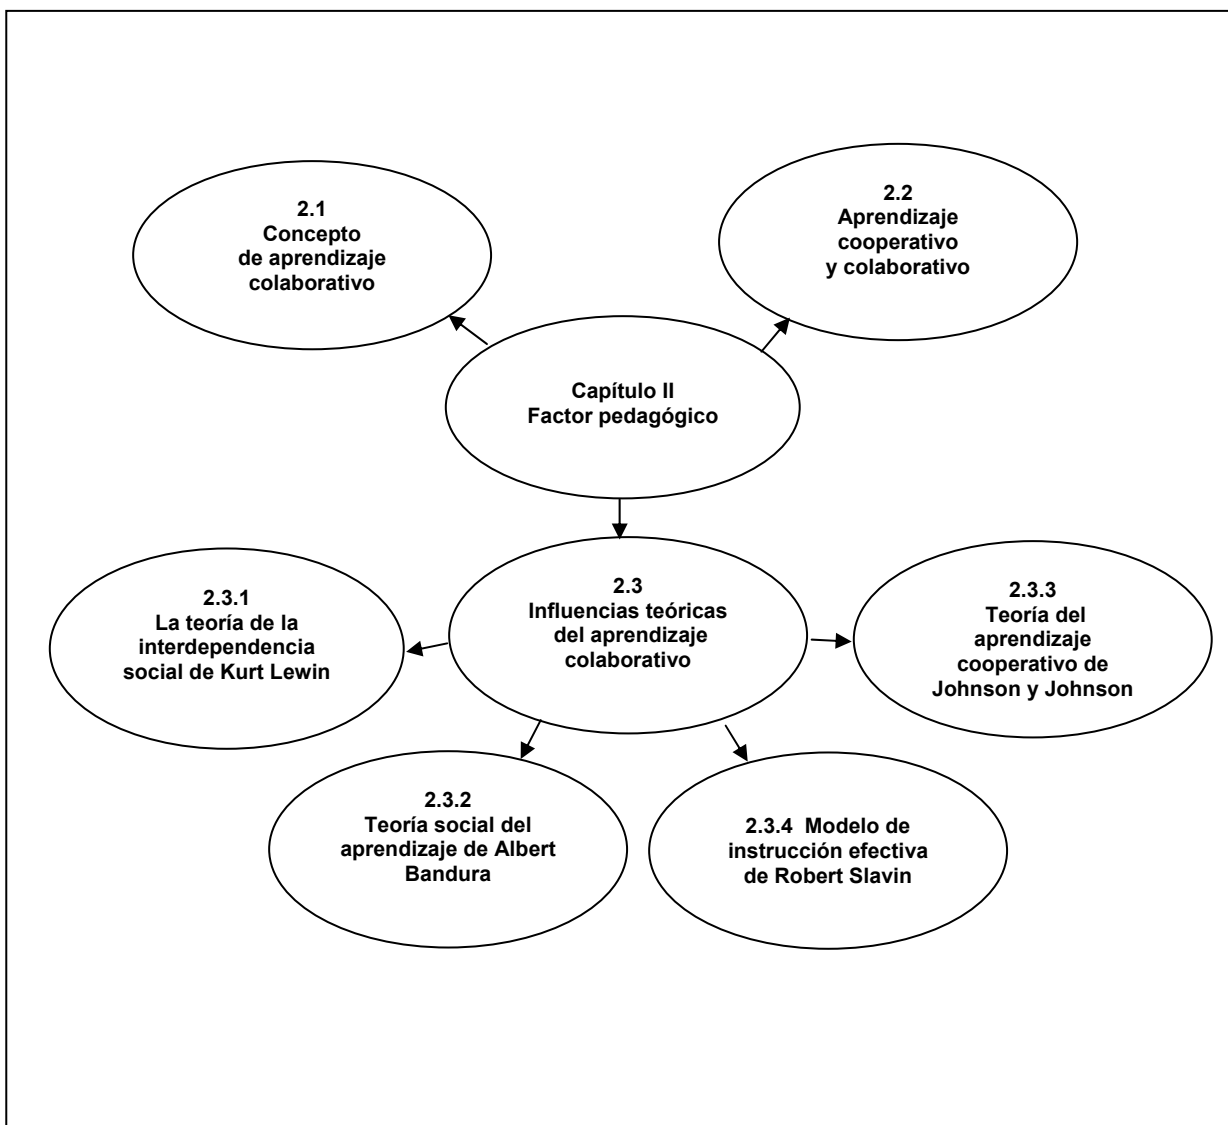 2.1
Concepto
de aprendizaje
colaborativo
2.2
Aprendizaje
cooperativo
y colaborativo
Capítulo II
Factor pedagógico
2.3
Influencias teóricas
del aprendizaje
colaborativo
2.3.1
La teoría de la
interdependencia
social de Kurt Lewin
2.3.3
Teoría del
aprendizaje
cooperativo de
Johnson y Johnson
2.3.2
Teoría social del
aprendizaje de Albert
Bandura
2.3.4 Modelo de
instrucción efectiva
de Robert Slavin